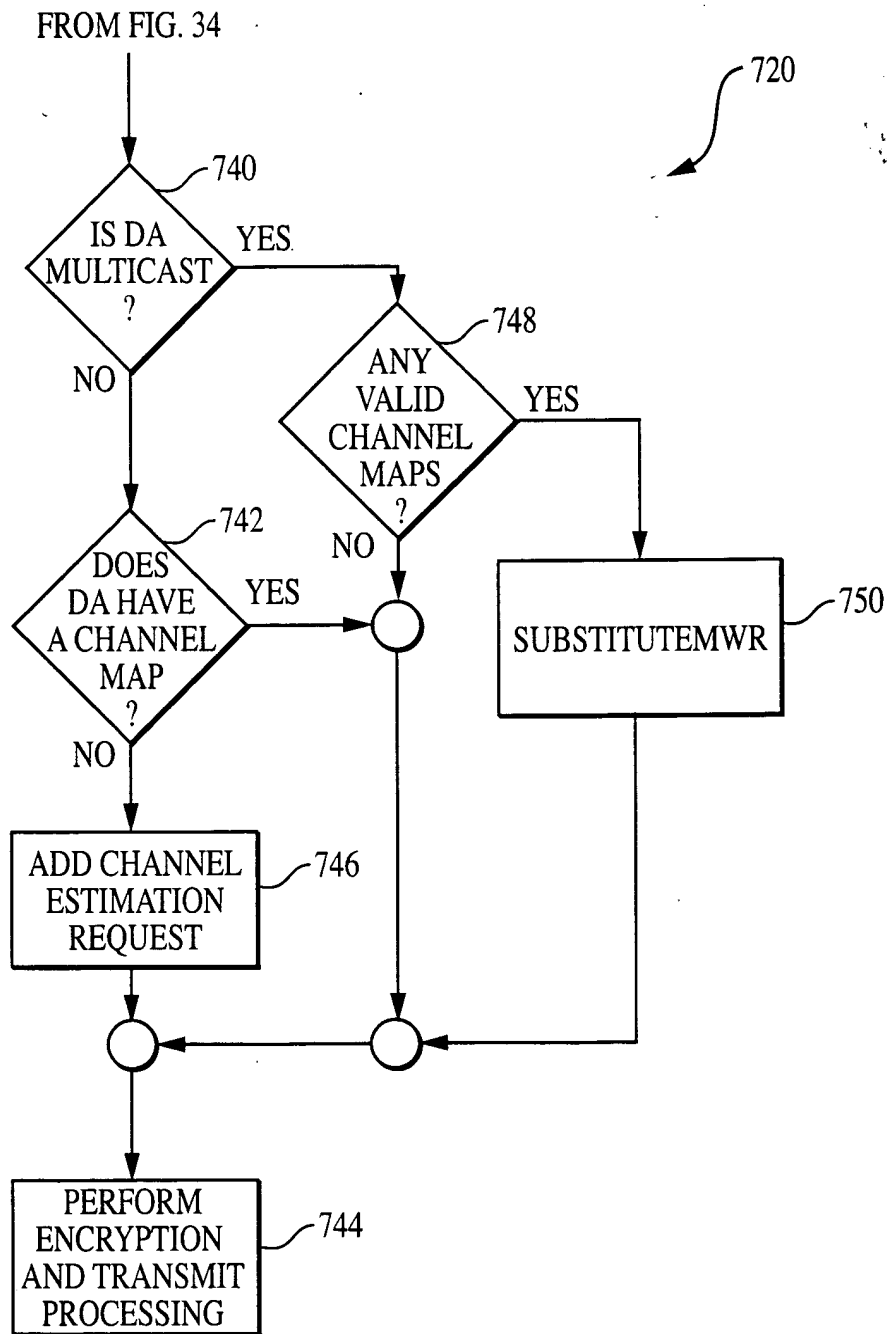 FROM FIG. 34
720
740
IS DA
MULTICAST
?
YES
NO
748
ANY
VALID
CHANNEL
MAPS
?
YES
NO
742
DOES
DA HAVE
A CHANNEL
MAP
?
YES
NO
750
SUBSTITUTEMWR
746
ADD CHANNEL
ESTIMATION
REQUEST
744
PERFORM
ENCRYPTION
AND TRANSMIT
PROCESSING